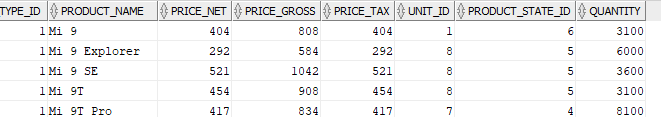 TYPE_ID PRODUCT_NAME PRICE_NET PRICE_GROSS PRICE_TAX UNIT_ID PRODUCT_STATE_ID QUANTITY
1 Mi 9 404 808 404 1 6 3100
1 Mi 9 Explorer 292 584 292 8 5 6000
1 Mi 9 SE 521 1042 521 8 5 3600
1 Mi 9T 454 908 454 8 5 3100
1 Mi 9T Pro 417 834 417 7 4 8100